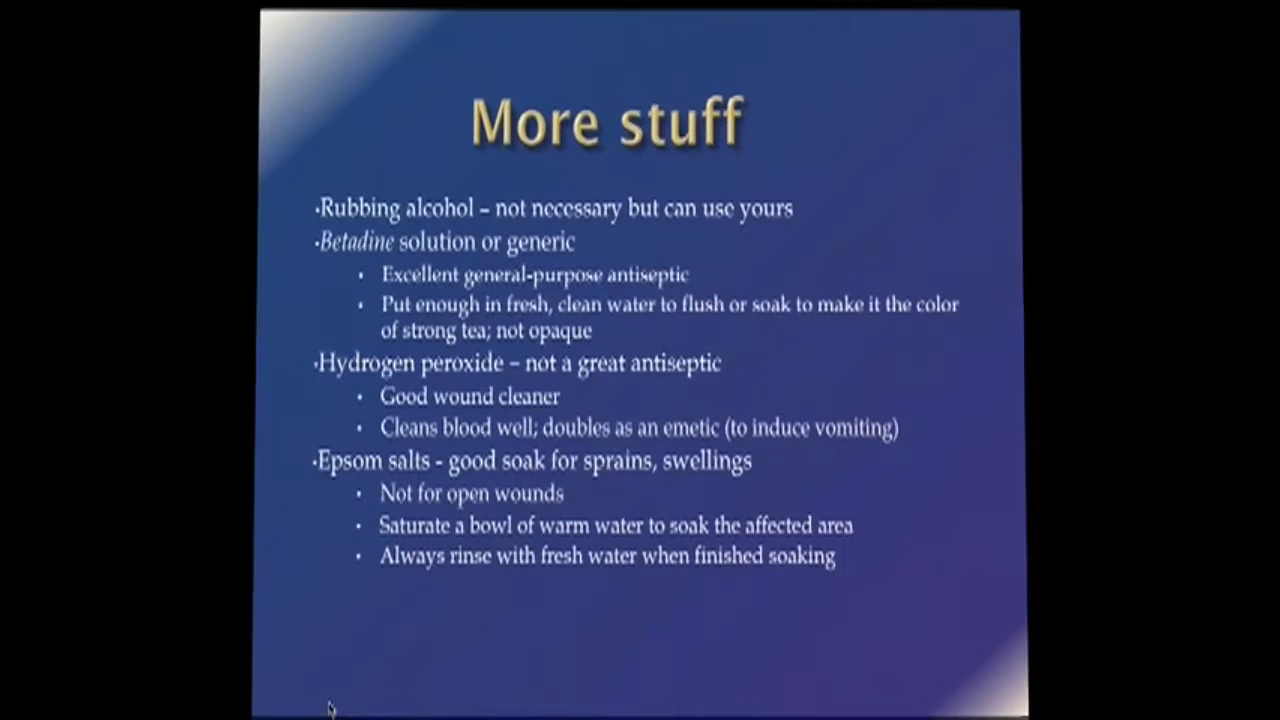 More stuff
•Rubbing alcohol – not necessary but can use yours
•Betadine solution or generic
• Excellent general-purpose antiseptic
• Put enough in fresh, clean water to flush or soak to make it the color
of strong tea; not opaque
•Hydrogen peroxide – not a great antiseptic
• Good wound cleaner
• Cleans blood well; doubles as an emetic (to induce vomiting)
•Epsom salts - good soak for sprains, swellings
• Not for open wounds
• Saturate a bowl of warm water to soak the affected area
• Always rinse with fresh water when finished soaking